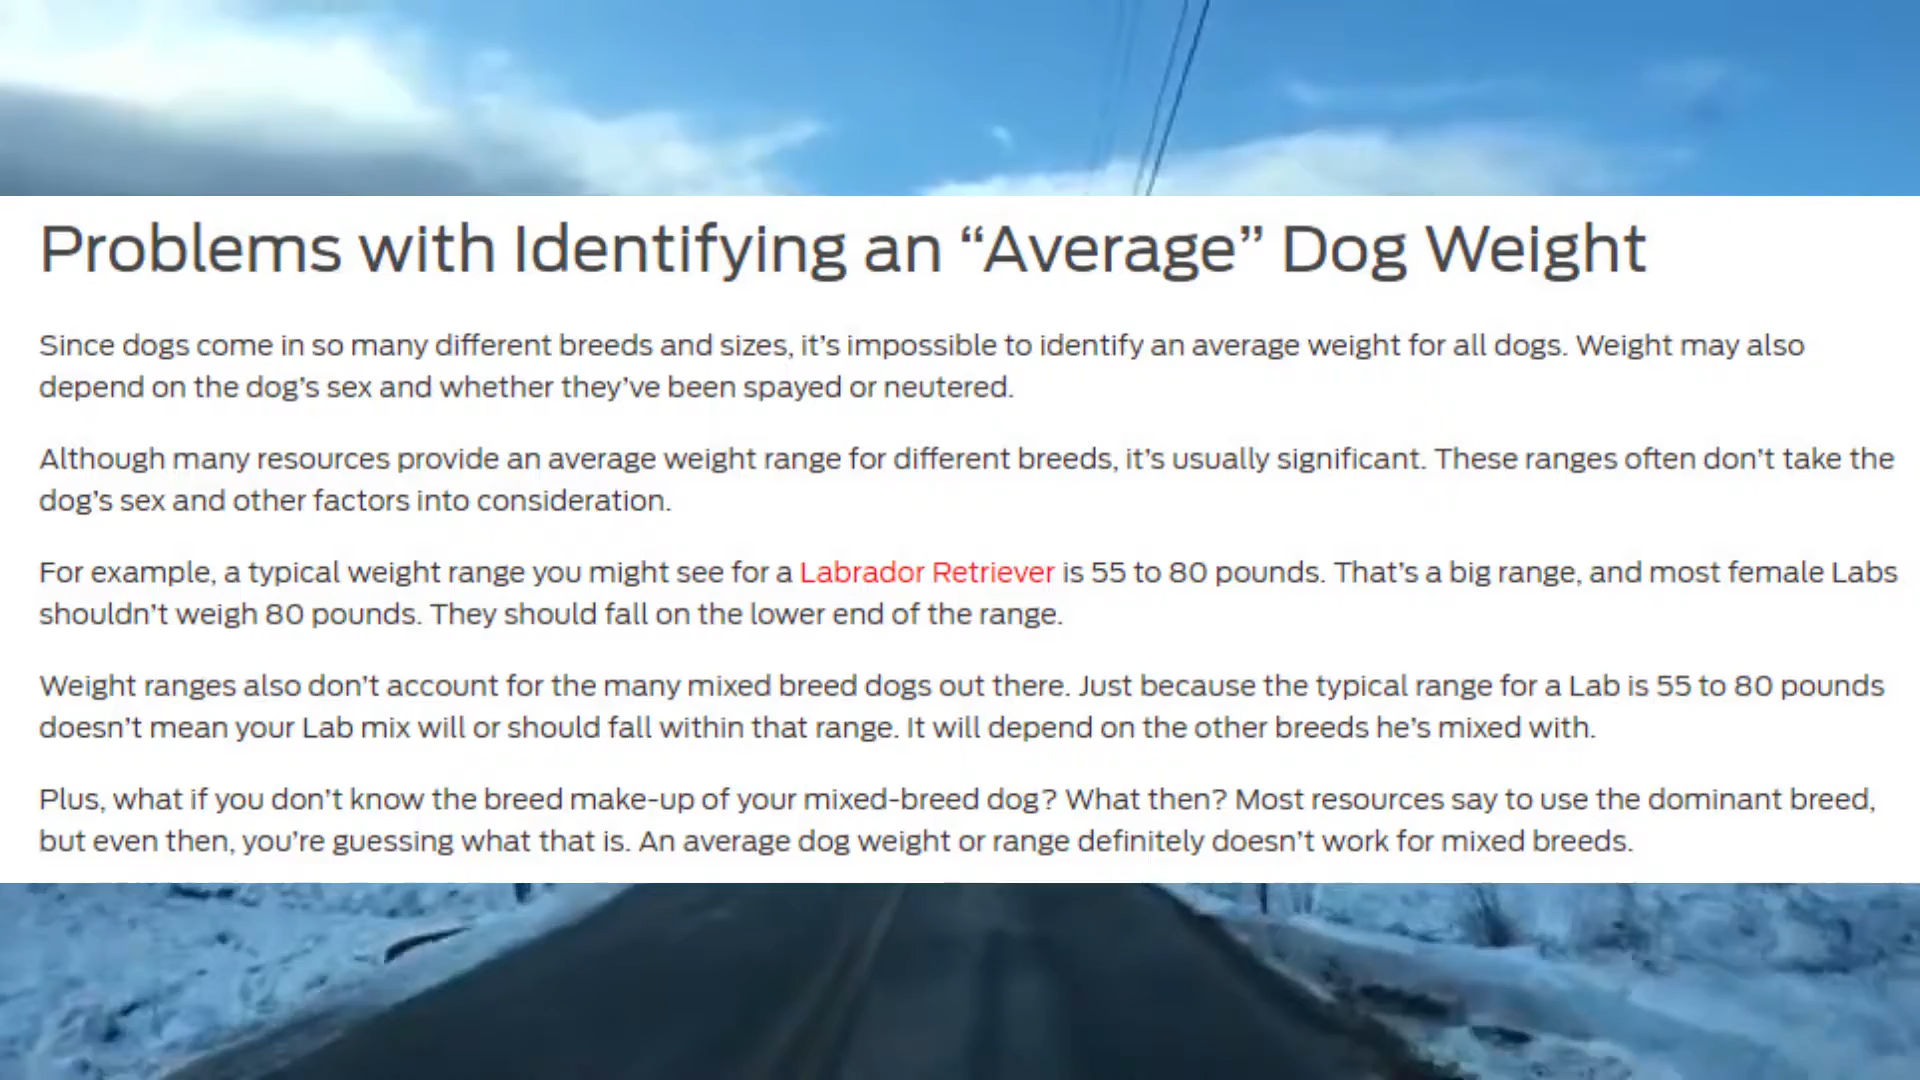 Problems with Identifying an “Average” Dog Weight
Since dogs come in so many different breeds and sizes, it’s impossible to identify an average weight for all dogs. Weight may also
depend on the dog’s sex and whether they’ve been spayed or neutered.
Although many resources provide an average weight range for different breeds, it’s usually significant. These ranges often don’t take the
dog’s sex and other factors into consideration.
For example, a typical weight range you might see for a Labrador Retriever is 55 to 80 pounds. That’s a big range, and most female Labs
shouldn’t weigh 80 pounds. They should fall on the lower end of the range.
Weight ranges also don’t account for the many mixed breed dogs out there. Just because the typical range for a Lab is 55 to 80 pounds
doesn’t mean your Lab mix will or should fall within that range. It will depend on the other breeds he’s mixed with.
Plus, what if you don’t know the breed make-up of your mixed-breed dog? What then? Most resources say to use the dominant breed,
but even then, you’re guessing what that is. An average dog weight or range definitely doesn’t work for mixed breeds.